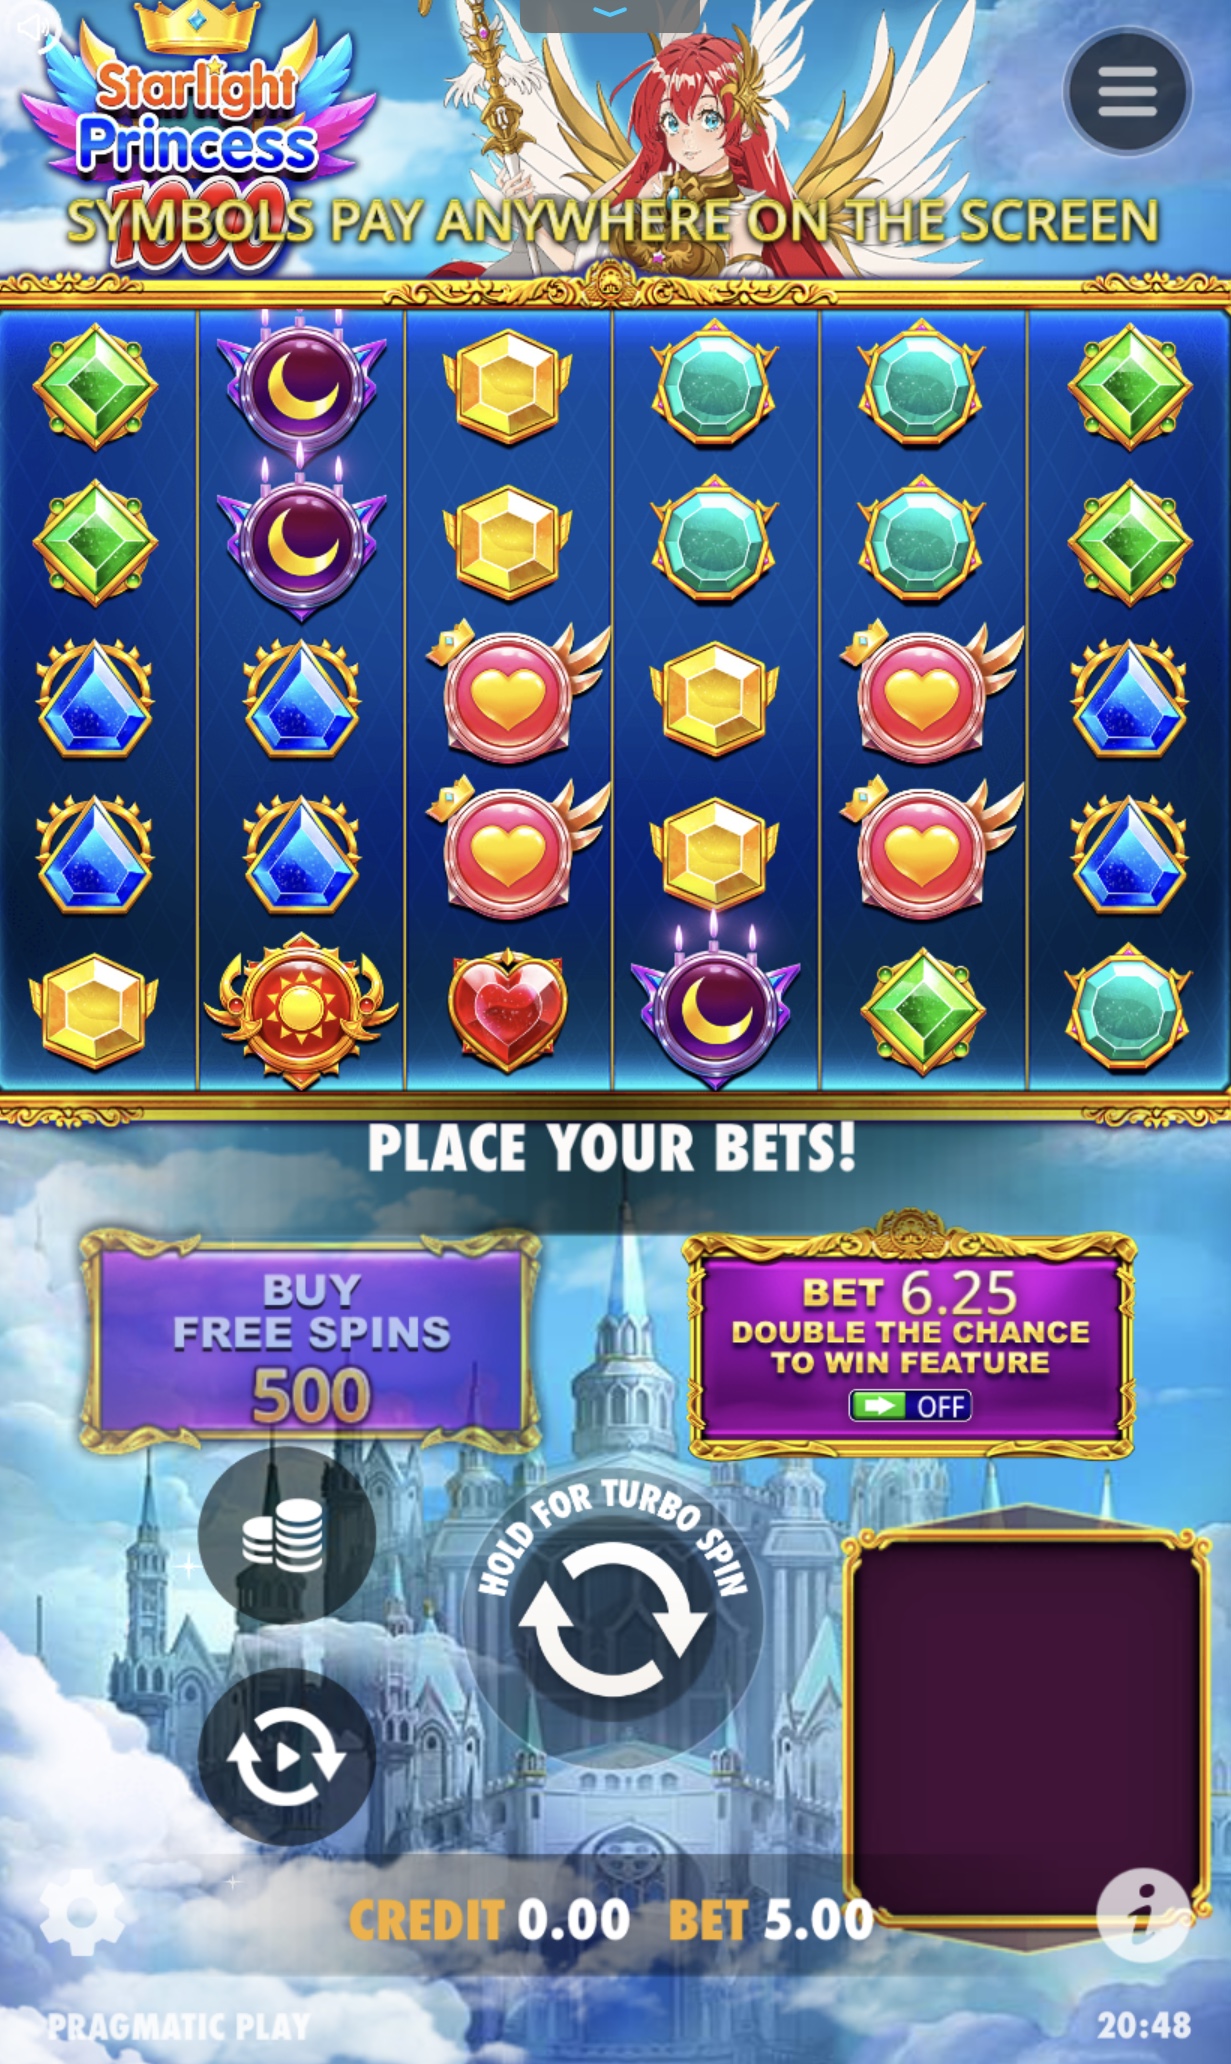 Starlight
Princess
1000
SYMBOLS PAY ANYWHERE ON THE SCREEN
PLACE YOUR BETS!
BUY
FREE SPINS
500
BET 6.25
DOUBLE THE CHANCE
TO WIN FEATURE
OFF
HOLD FOR TURBO SPIN
CREDIT 0.00 BET 5.00
i
PRAGMATIC PLAY
20:48